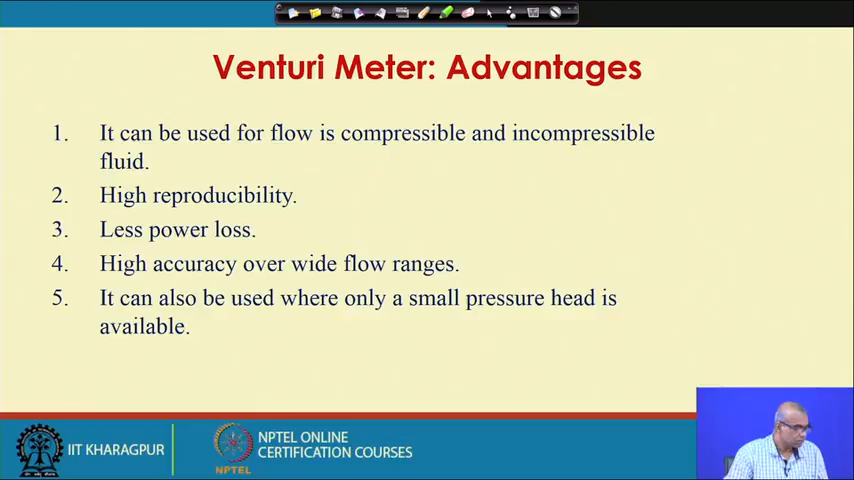 Venturi Meter: Advantages
1. It can be used for flow is compressible and incompressible
fluid.
2. High reproducibility.
3. Less power loss.
4. High accuracy over wide flow ranges.
5. It can also be used where only a small pressure head is
available.
IIT KHARAGPUR
NPTEL
NPTEL ONLINE
CERTIFICATION COURSES